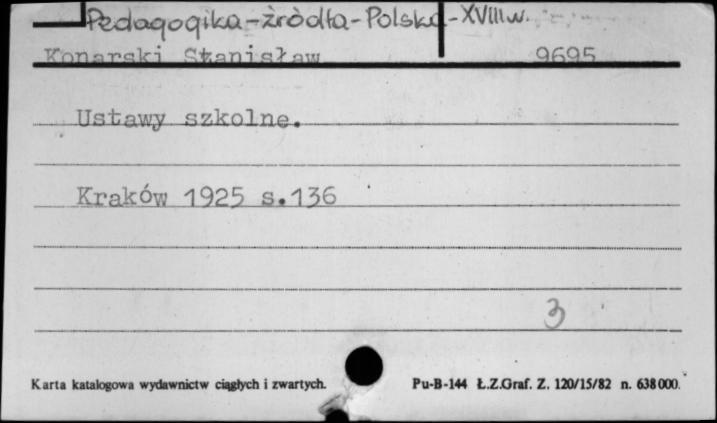 Pedagogika-źródła-Polska-XVIII w.
Konarski Stanisław 9695
Ustawy szkolne.
Kraków 1925 s.136
3
Karta katalogowa wydawnictw ciągłych i zwartych. Pu-B-144 Ł.Z.Graf. Z. 120/15/82 n. 638000.